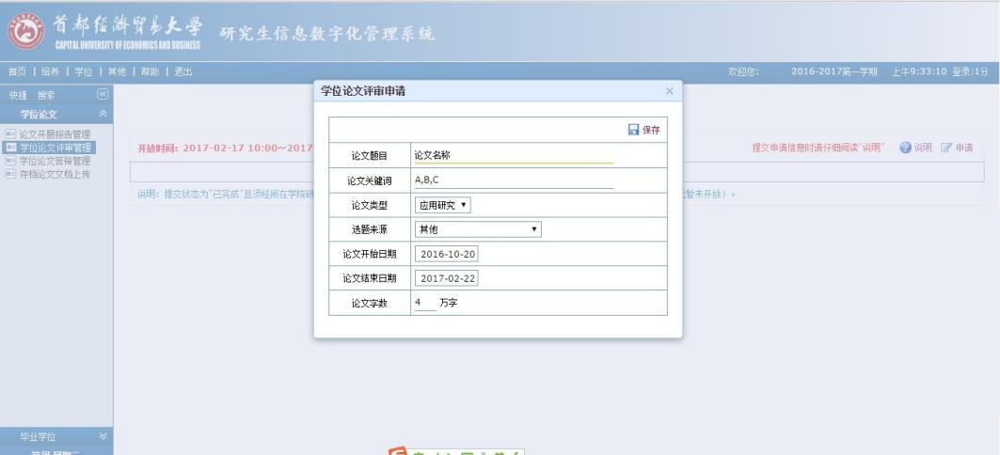 首都经济贸易大学
CAPITAL UNIVERSITY OF ECONOMICS AND BUSINESS
研究生信息数字化管理系统
首页 | 培养 | 学位 | 其他 | 帮助 | 退出
欢迎您: 2016-2017第一学期 上午9:33:10 登录:1分
快捷 搜索
学位论文
论文开题报告管理
学位论文评审管理
学位论文答辩管理
存档论文文档上传
开放时间: 2017-02-17 10:00~2017
提交申请信息时请仔细阅读"说明" 说明 申请
说明: 提交状态为"已完成"且须经所在学院研
暂未开放)。
学位论文评审申请
保存
论文题目 论文名称
论文关键词 A,B,C
论文类型 应用研究
选题来源 其他
论文开始日期 2016-10-20
论文结束日期 2017-02-22
论文字数 4 万字
毕业学位